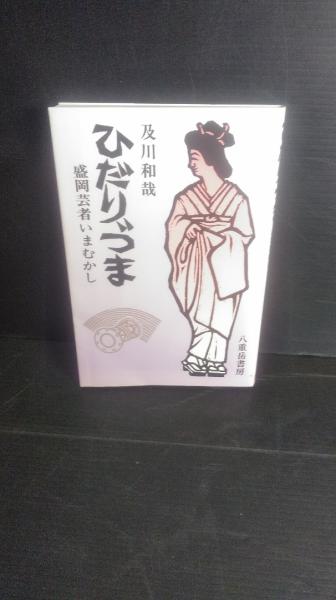 及川和哉
ひだりづま
盛岡芸者いまむかし
八重岳書房